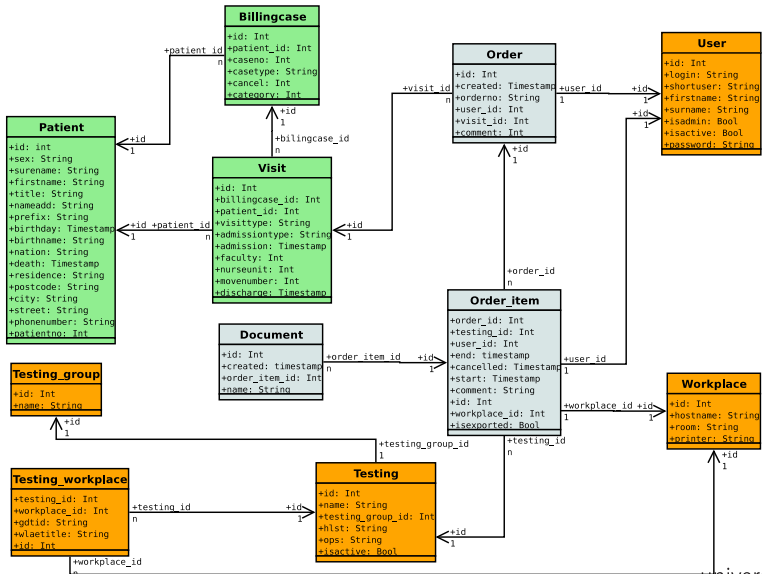 Billingcase
+id: Int
+patient_id: Int
+caseno: Int
+casetype: String
+cancel: Int
+category: Int
+patient_id
n
+id
1
Order
+id: Int
+created: Timestamp
+orderno: String
+user_id: Int
+visit_id: Int
+comment: Int
+visit_id
n
+user_id
1
+id
1
User
+id: Int
+login: String
+shortuser: String
+firstname: String
+surname: String
+isadmin: Bool
+isactive: Bool
+password: String
+id
1
Patient
+id: int
+sex: String
+surename: String
+firstname: String
+title: String
+nameadd: String
+prefix: String
+birthday: Timestamp
+birthname: String
+nation: String
+death: Timestamp
+residence: String
+postcode: String
+city: String
+street: String
+phonenumber: String
+patientno: Int
+id
1
+bilingcase_id
n
+id
1
Visit
+id: Int
+billingcase_id: Int
+patient_id: Int
+visittype: String
+admissiontype: String
+admission: Timestamp
+faculty: Int
+nurseunit: Int
+movenumber: Int
+discharge: Timestamp
+id +patient_id
1 n
+id
1
+order_id
n
Order_item
+order_id: Int
+testing_id: Int
+user_id: Int
+end: timestamp
+cancelled: Timestamp
+start: Timestamp
+comment: String
+id: Int
+workplace_id: Int
+isexported: Bool
+user_id
1
Document
+id: Int
+created: timestamp
+order_item_id: Int
+name: String
+order_item_id
n
+id
1
+workplace_id +id
1 1
Workplace
+id: Int
+hostname: String
+room: String
+printer: String
+id
1
Testing_group
+id: Int
+name: String
+id
1
+testing_group_id
1
+testing_id
n
Testing_workplace
+testing_id: Int
+workplace_id: Int
+gdtid: String
+wlaetitle: String
+id: Int
+testing_id
n
+id
1
Testing
+id: Int
+name: String
+testing_group_id: Int
+hlst: String
+ops: String
+isactive: Bool
+id
1
+workplace_id
n